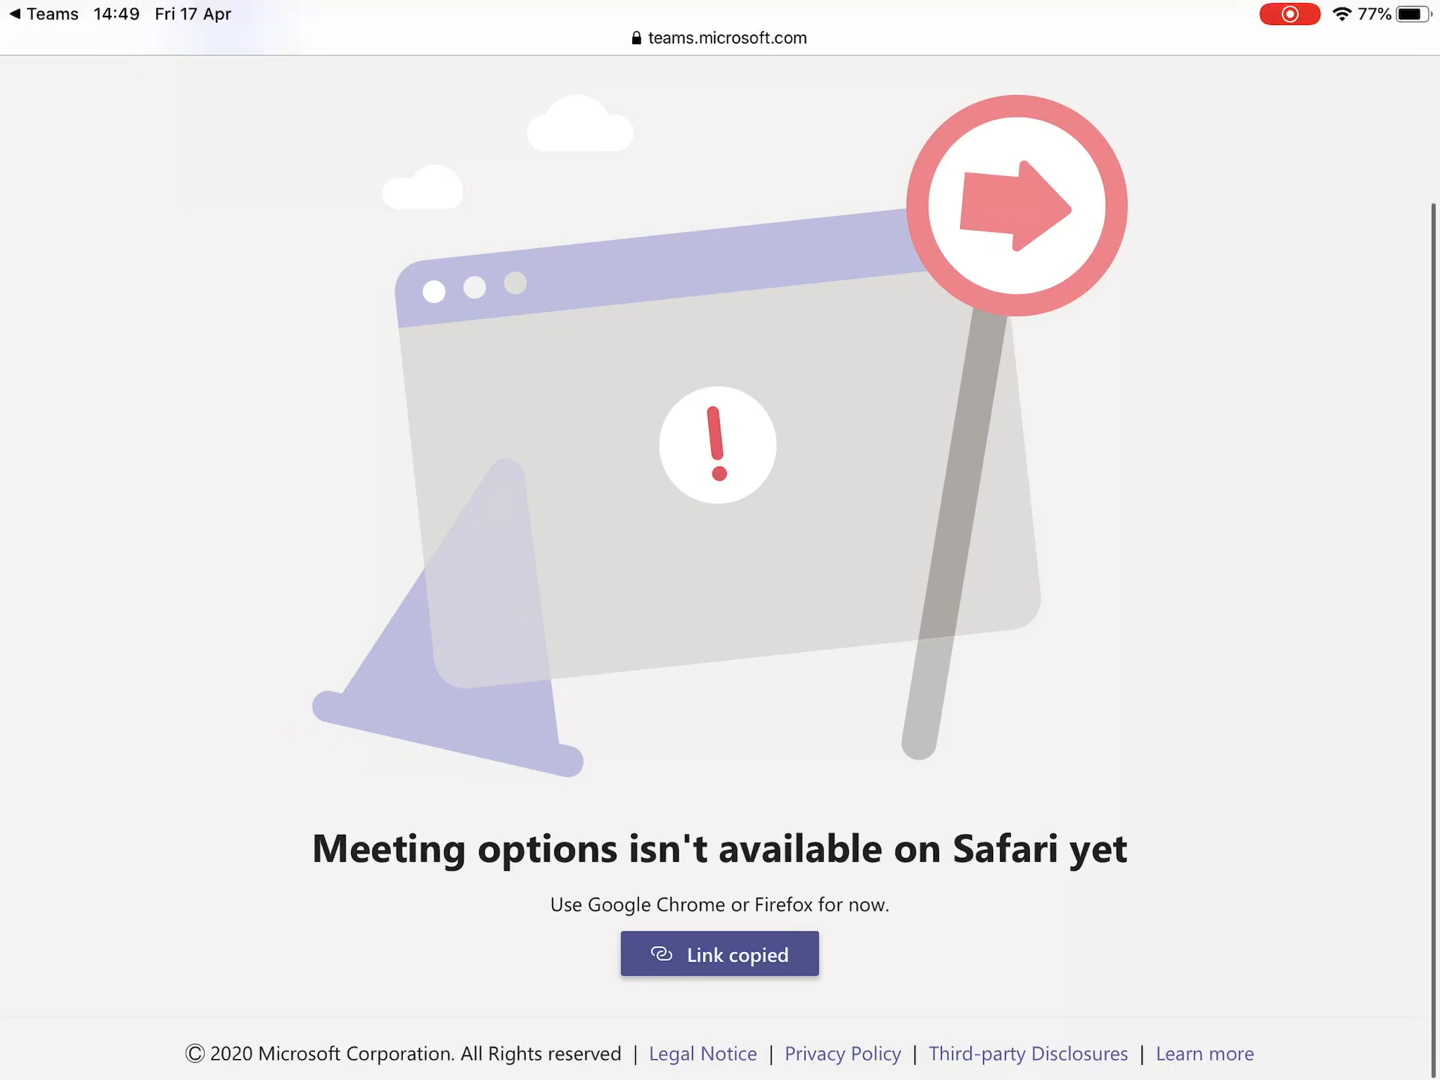 Teams 14:49 Fri 17 Apr 77%
teams.microsoft.com
!
Meeting options isn't available on Safari yet
Use Google Chrome or Firefox for now.
Link copied
© 2020 Microsoft Corporation. All Rights reserved | Legal Notice | Privacy Policy | Third-party Disclosures | Learn more